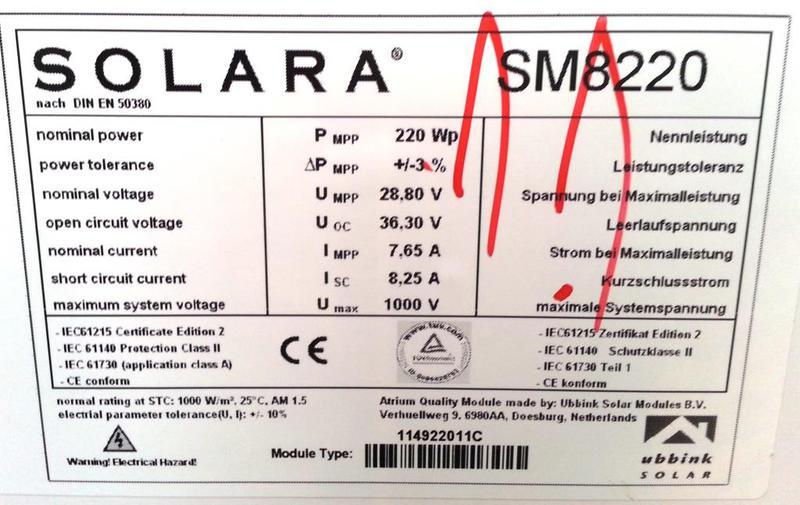 SOLARA® SM8220
nach DIN EN 50380
nominal power P MPP 220 Wp Nennleistung
power tolerance ΔP MPP +/-3 % Leistungstoleranz
nominal voltage U MPP 28,80 V Spannung bei Maximalleistung
open circuit voltage U OC 36,30 V Leerlaufspannung
nominal current I MPP 7,65 A Strom bei Maximalleistung
short circuit current I SC 8,25 A Kurzschlussstrom
maximum system voltage U max 1000 V maximale Systemspannung
- IEC61215 Certificate Edition 2
- IEC 61140 Protection Class II
- IEC 61730 (application class A)
- CE conform
CE
www.tuv.com
- IEC61215 Zertifikat Edition 2
- IEC 61140 Schutzklasse II
- IEC 61730 Teil 1
- CE konform
normal rating at STC: 1000 W/m², 25°C, AM 1.5
electrial parameter tolerance(U, I): +/- 10%
Atrium Quality Module made by: Ubbink Solar Modules B.V.
Verhuellweg 9, 6980AA, Doesburg, Netherlands
Warning! Electrical Hazard!
114922011C
Module Type:
ubbink
SOLAR